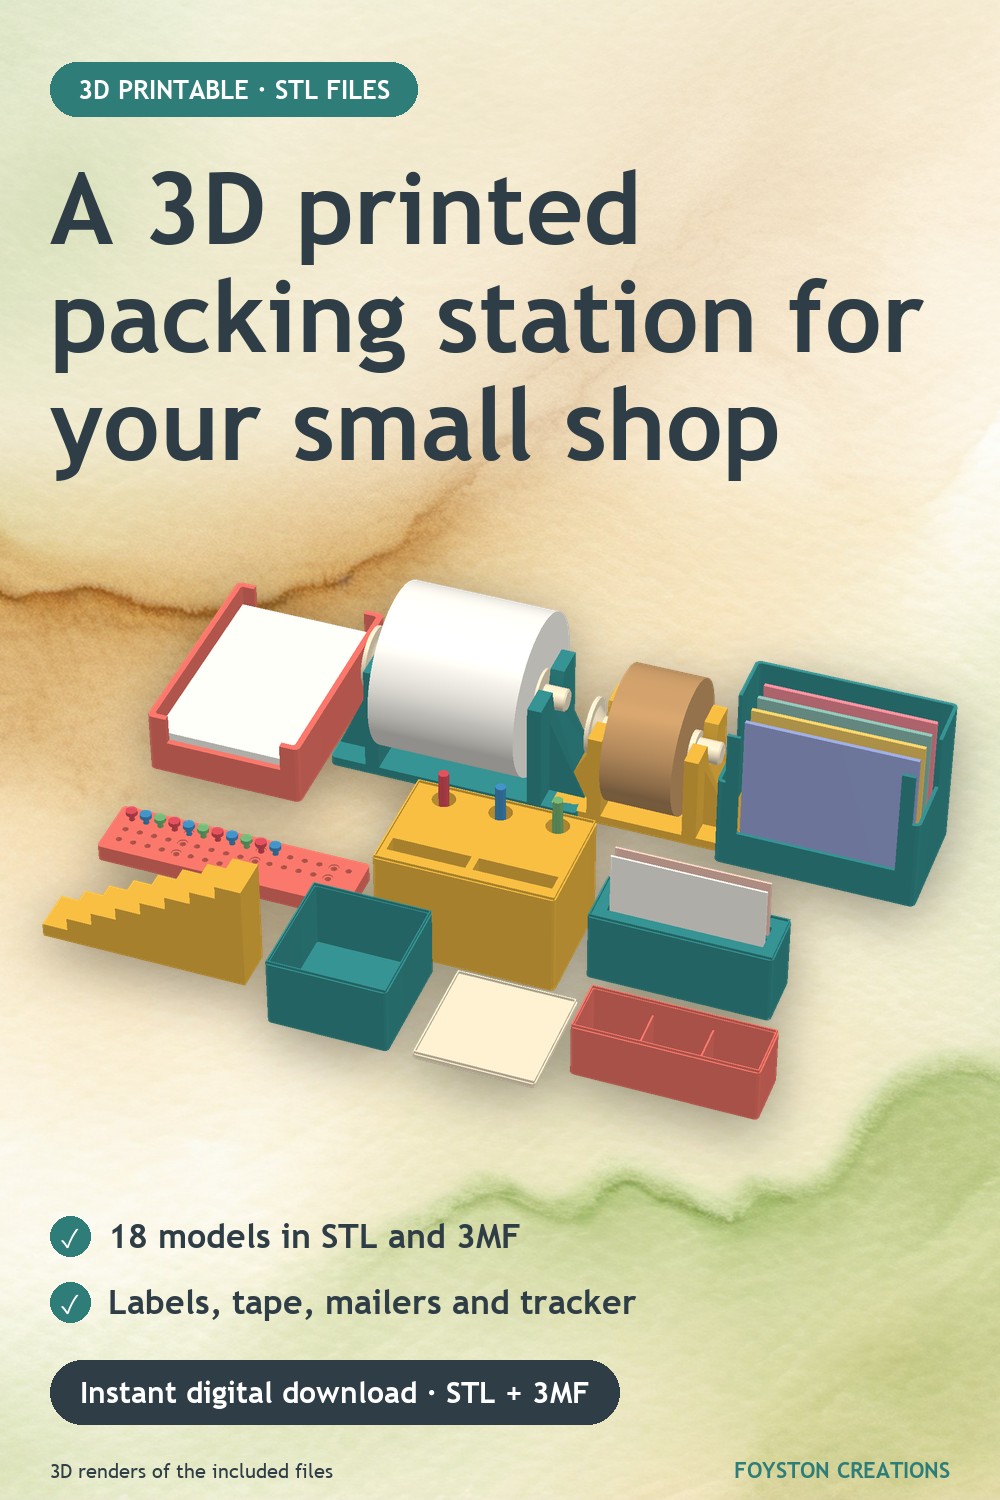 3D PRINTABLE · STL FILES
A 3D printed
packing station for
your small shop
✓ 18 models in STL and 3MF
✓ Labels, tape, mailers and tracker
Instant digital download · STL + 3MF
3D renders of the included files
FOYSTON CREATIONS